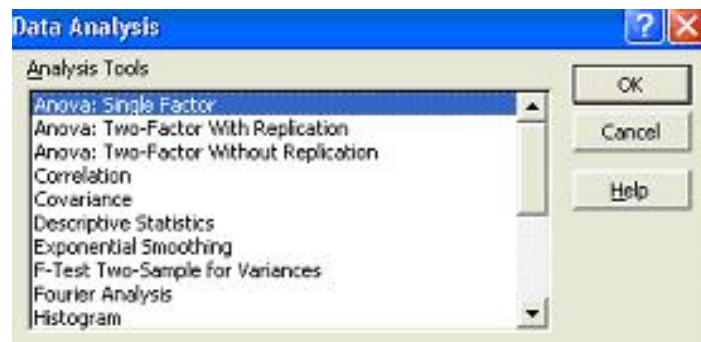 Data Analysis
Analysis Tools
Anova: Single Factor
Anova: Two-Factor With Replication
Anova: Two-Factor Without Replication
Correlation
Covariance
Descriptive Statistics
Exponential Smoothing
F-Test Two-Sample for Variances
Fourier Analysis
Histogram
OK
Cancel
Help